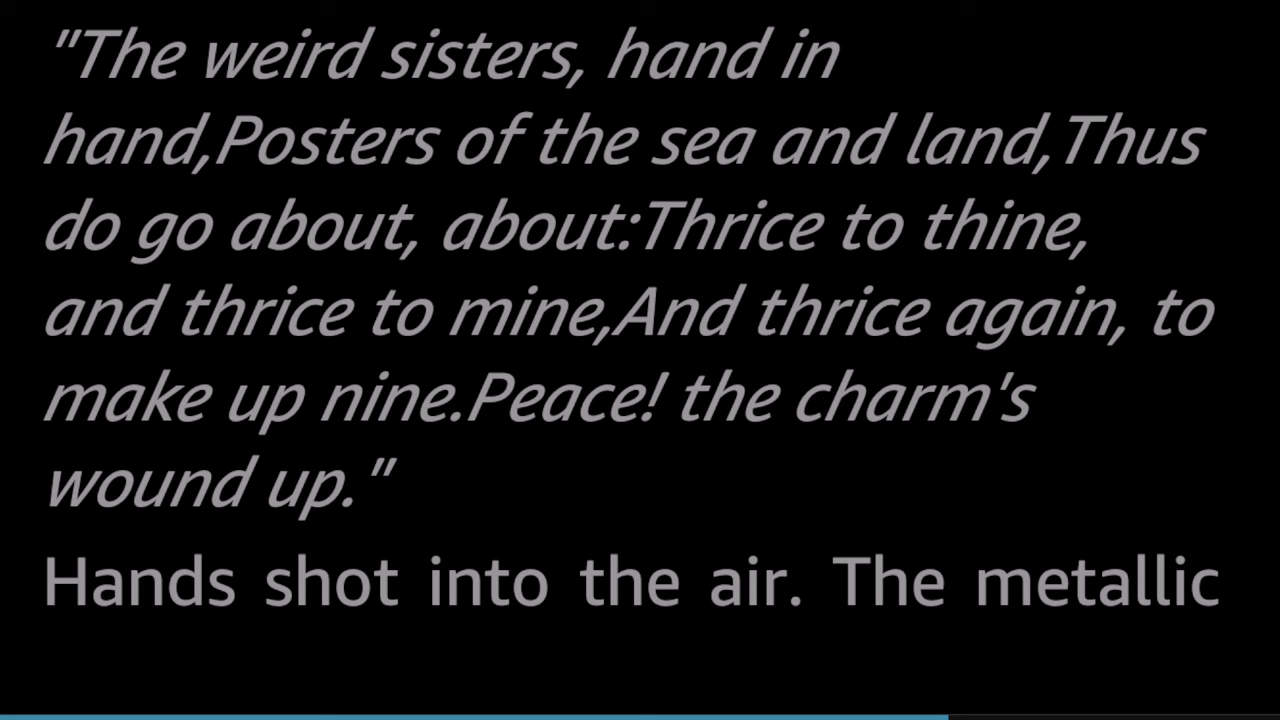 "The weird sisters, hand in
hand,Posters of the sea and land,Thus
do go about, about:Thrice to thine,
and thrice to mine,And thrice again, to
make up nine.Peace! the charm's
wound up."
Hands shot into the air. The metallic